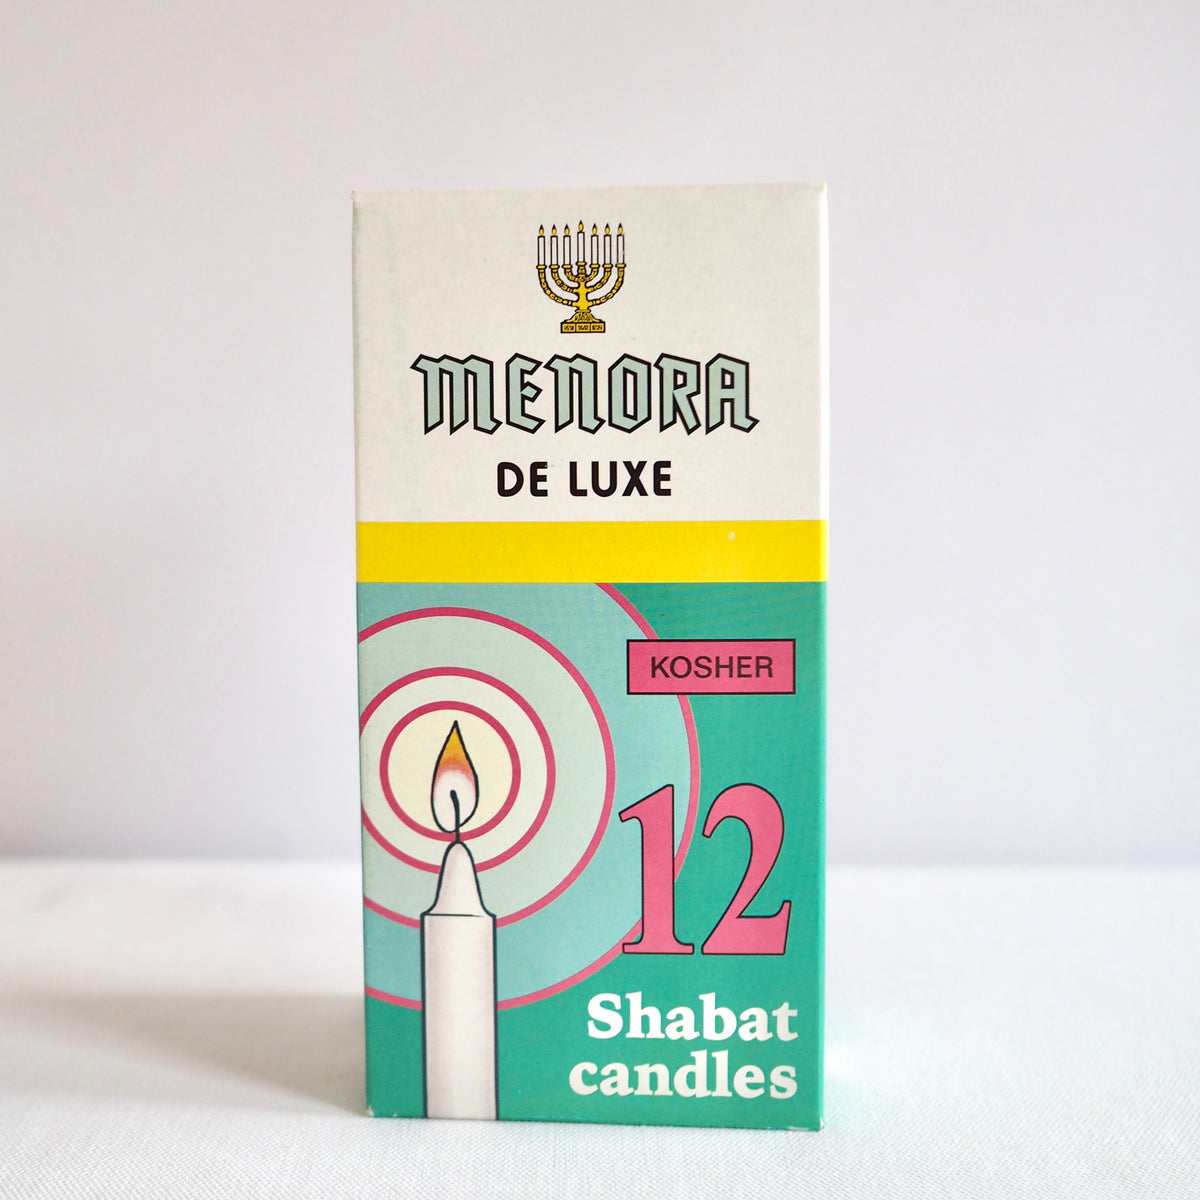 MENORA
DE LUXE
KOSHER
12
Shabat
candles